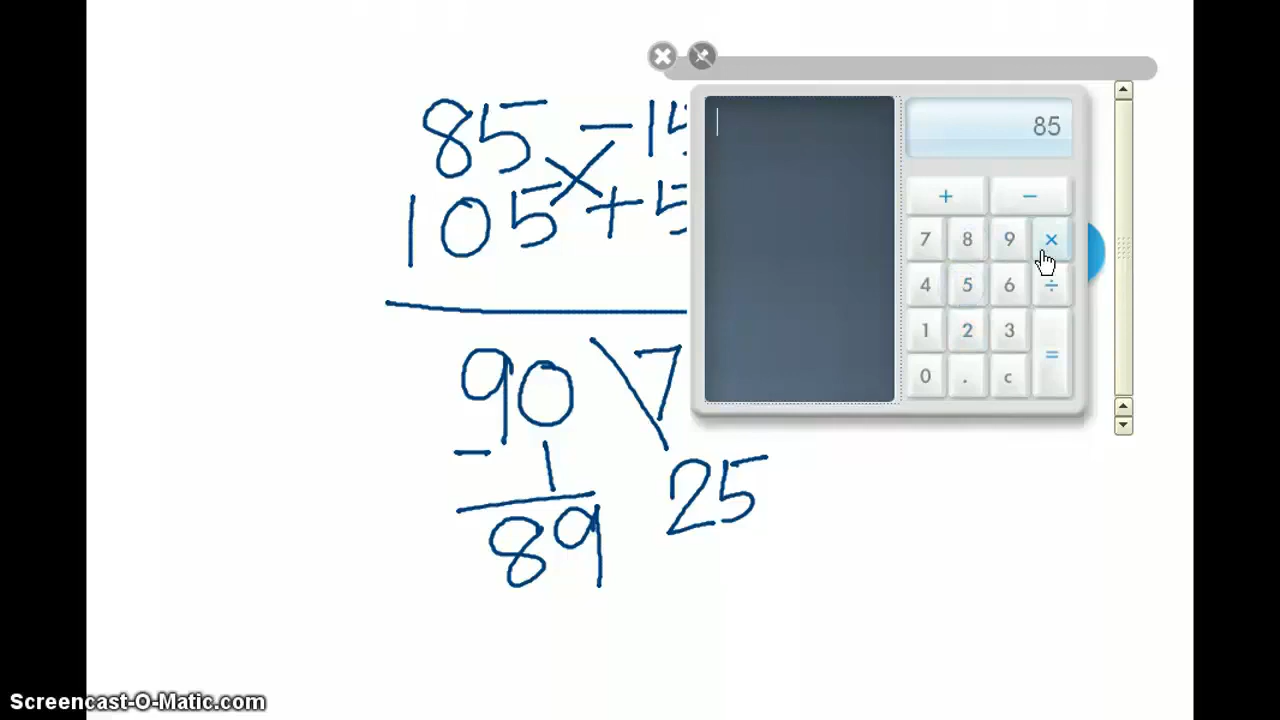 85 -15
105 +5
90 \ 7
- 1 25
89
85
+ -
7 8 9 ×
4 5 6 ÷
1 2 3 =
0 . c
Screencast-O-Matic.com